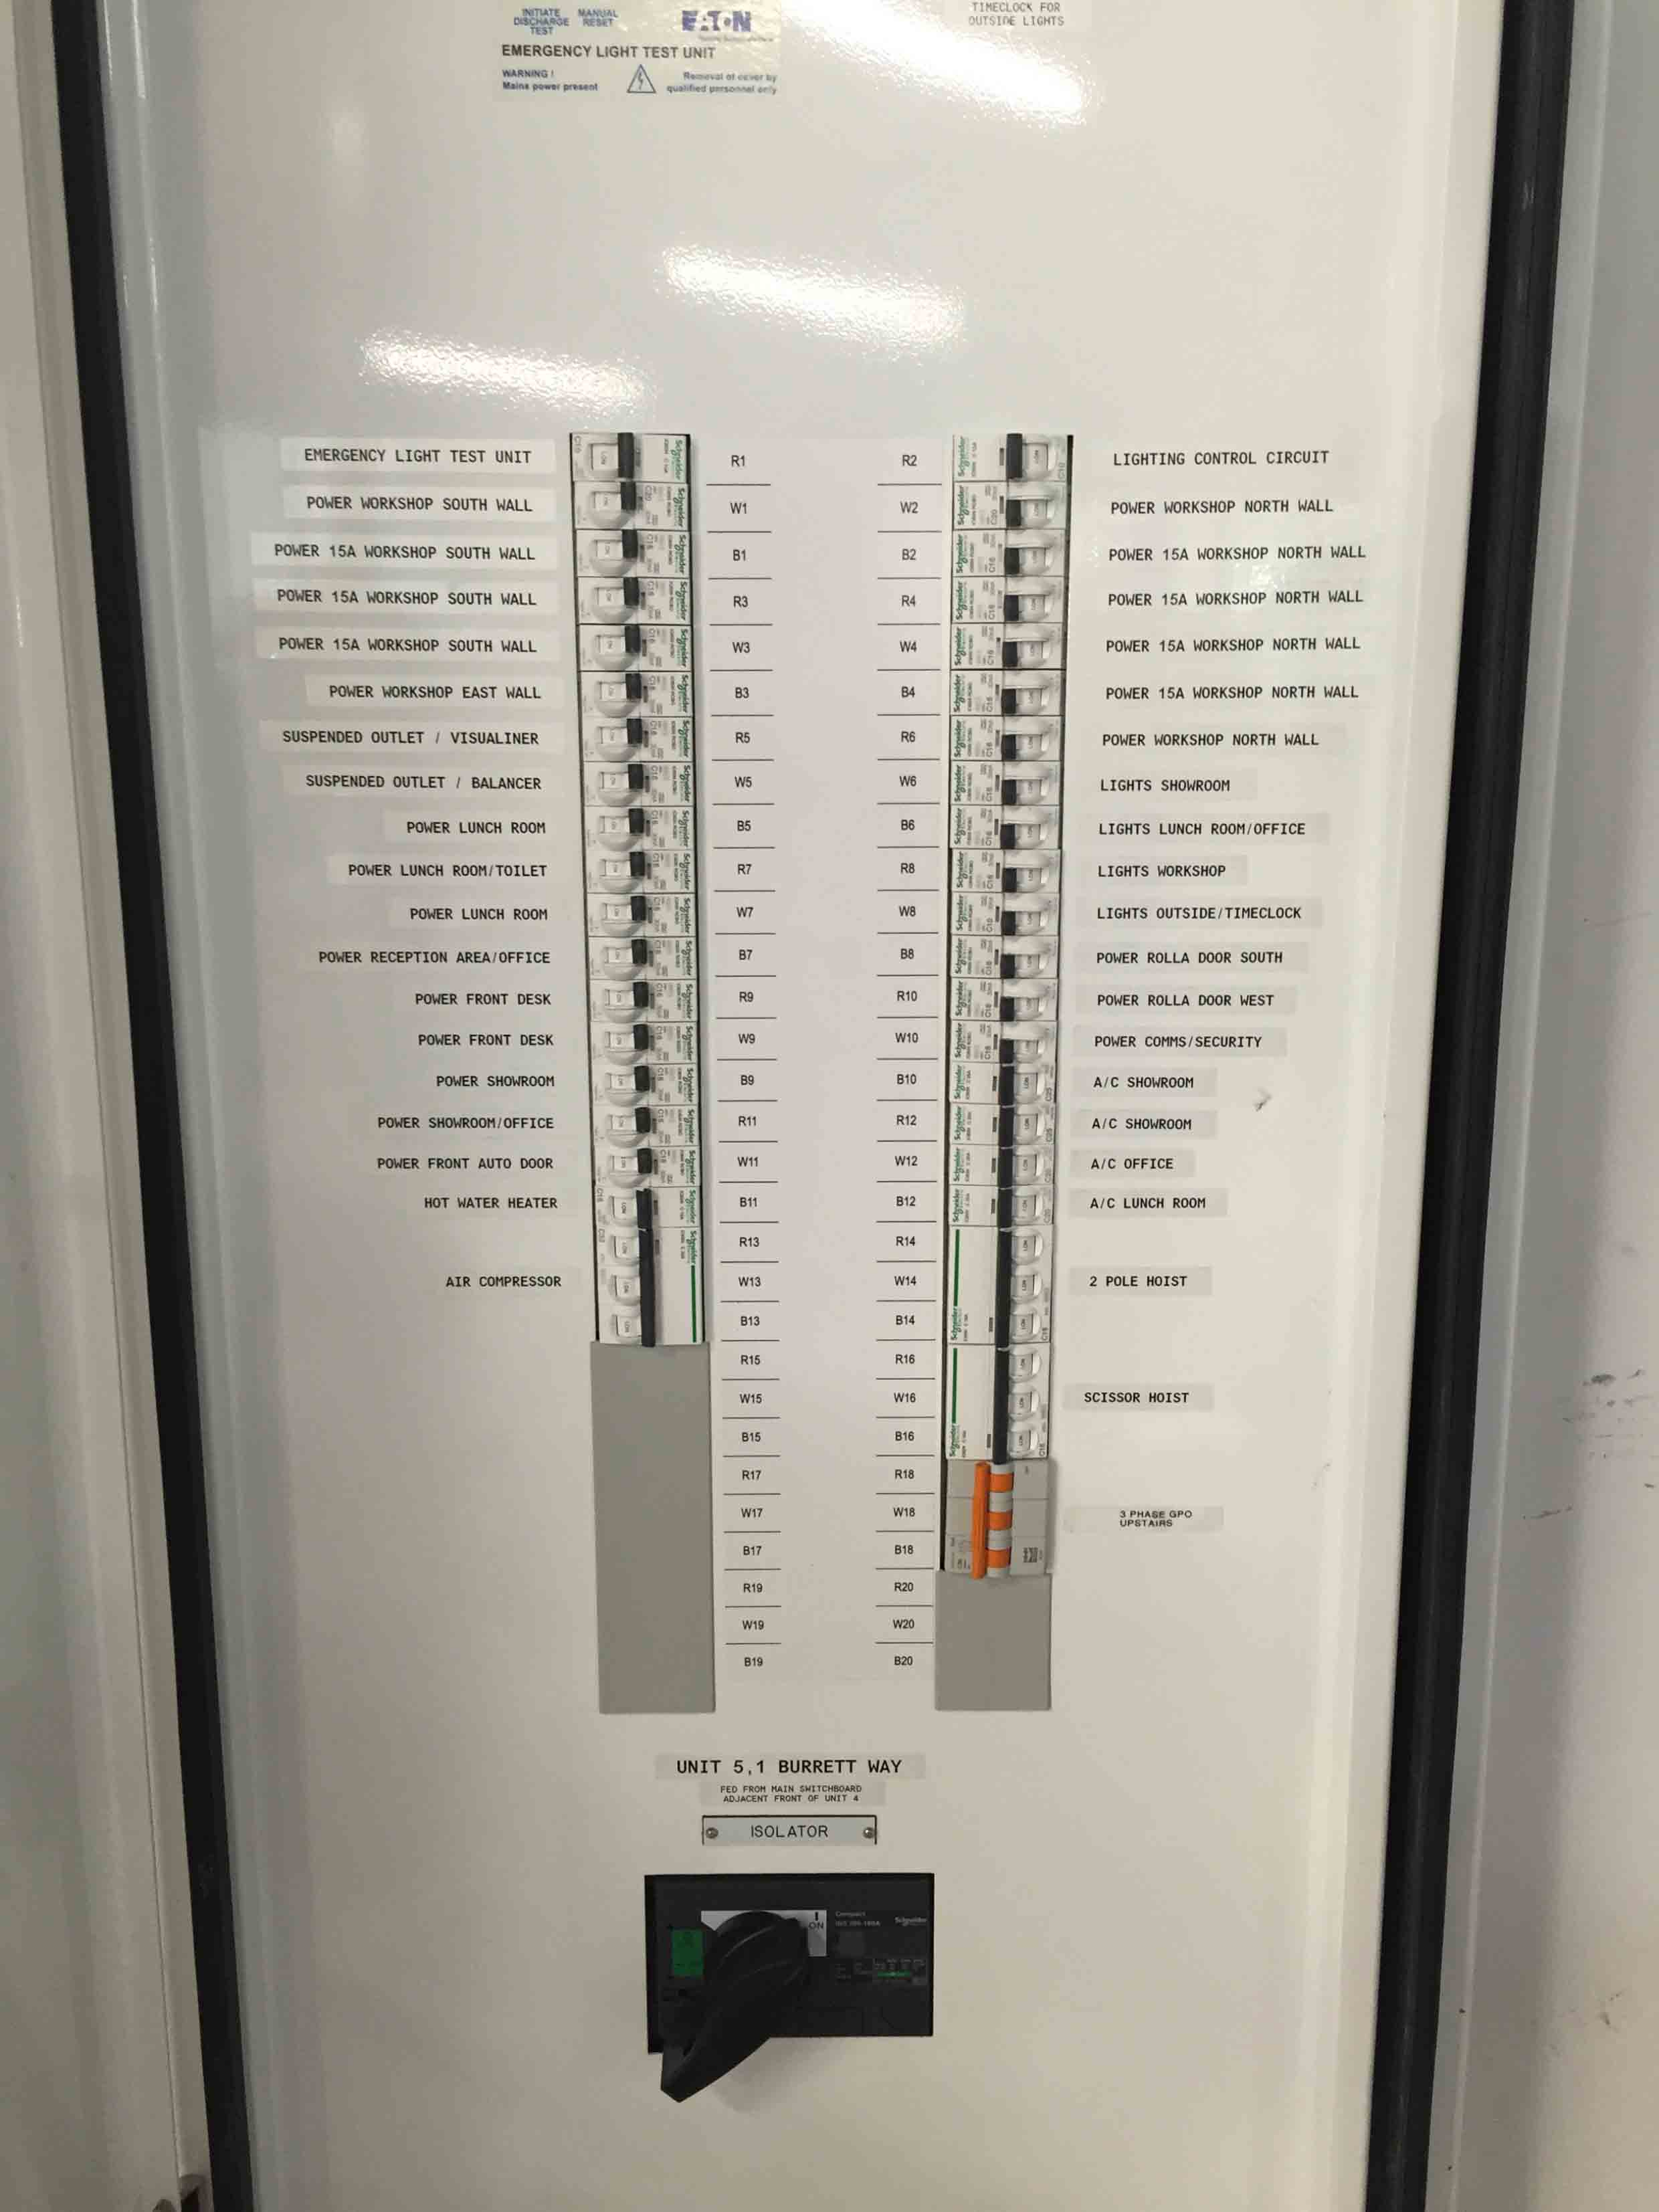 INITIATE DISCHARGE TEST
MANUAL RESET
EATON
EMERGENCY LIGHT TEST UNIT
WARNING !
Mains power present
Removal of cover by
qualified personnel only
TIMECLOCK FOR
OUTSIDE LIGHTS
EMERGENCY LIGHT TEST UNIT R1 R2 LIGHTING CONTROL CIRCUIT
POWER WORKSHOP SOUTH WALL W1 W2 POWER WORKSHOP NORTH WALL
POWER 15A WORKSHOP SOUTH WALL B1 B2 POWER 15A WORKSHOP NORTH WALL
POWER 15A WORKSHOP SOUTH WALL R3 R4 POWER 15A WORKSHOP NORTH WALL
POWER 15A WORKSHOP SOUTH WALL W3 W4 POWER 15A WORKSHOP NORTH WALL
POWER WORKSHOP EAST WALL B3 B4 POWER 15A WORKSHOP NORTH WALL
SUSPENDED OUTLET / VISUALINER R5 R6 POWER WORKSHOP NORTH WALL
SUSPENDED OUTLET / BALANCER W5 W6 LIGHTS SHOWROOM
POWER LUNCH ROOM B5 B6 LIGHTS LUNCH ROOM/OFFICE
POWER LUNCH ROOM/TOILET R7 R8 LIGHTS WORKSHOP
POWER LUNCH ROOM W7 W8 LIGHTS OUTSIDE/TIMECLOCK
POWER RECEPTION AREA/OFFICE B7 B8 POWER ROLLA DOOR SOUTH
POWER FRONT DESK R9 R10 POWER ROLLA DOOR WEST
POWER FRONT DESK W9 W10 POWER COMMS/SECURITY
POWER SHOWROOM B9 B10 A/C SHOWROOM
POWER SHOWROOM/OFFICE R11 R12 A/C SHOWROOM
POWER FRONT AUTO DOOR W11 W12 A/C OFFICE
HOT WATER HEATER B11 B12 A/C LUNCH ROOM
R13 R14
AIR COMPRESSOR W13 W14 2 POLE HOIST
B13 B14
R15 R16
W15 W16 SCISSOR HOIST
B15 B16
R17 R18
W17 W18 3 PHASE GPO
UPSTAIRS
B17 B18
R19 R20
W19 W20
B19 B20
UNIT 5,1 BURRETT WAY
FED FROM MAIN SWITCHBOARD
ADJACENT FRONT OF UNIT 4
ISOLATOR
ON
Compact
Schneider